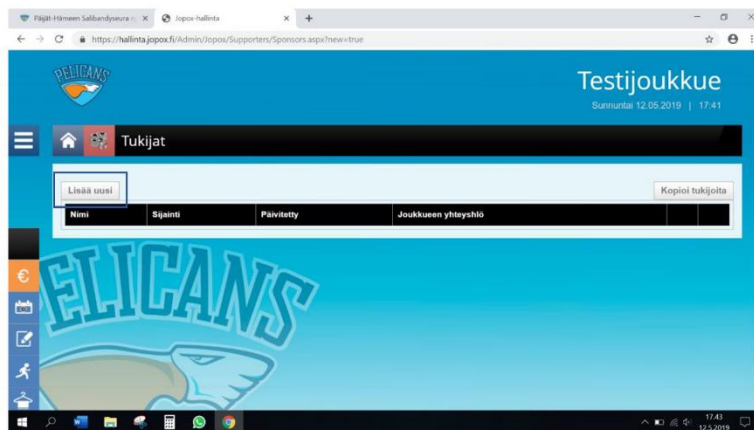 Päijät-Hämeen Salibandyseura r
Jopox-hallinta
https://hallinta.jopox.fi/Admin/Jopox/Supporters/Sponsors.aspx?new=true
PELICANS
Testijoukkue
Sunnuntai 12.05.2019 | 17:41
Tukijat
Lisää uusi
Kopioi tukijoita
Nimi Sijainti Päivitetty Joukkueen yhteyshlö
PELICANS
17.43
12.5.2019